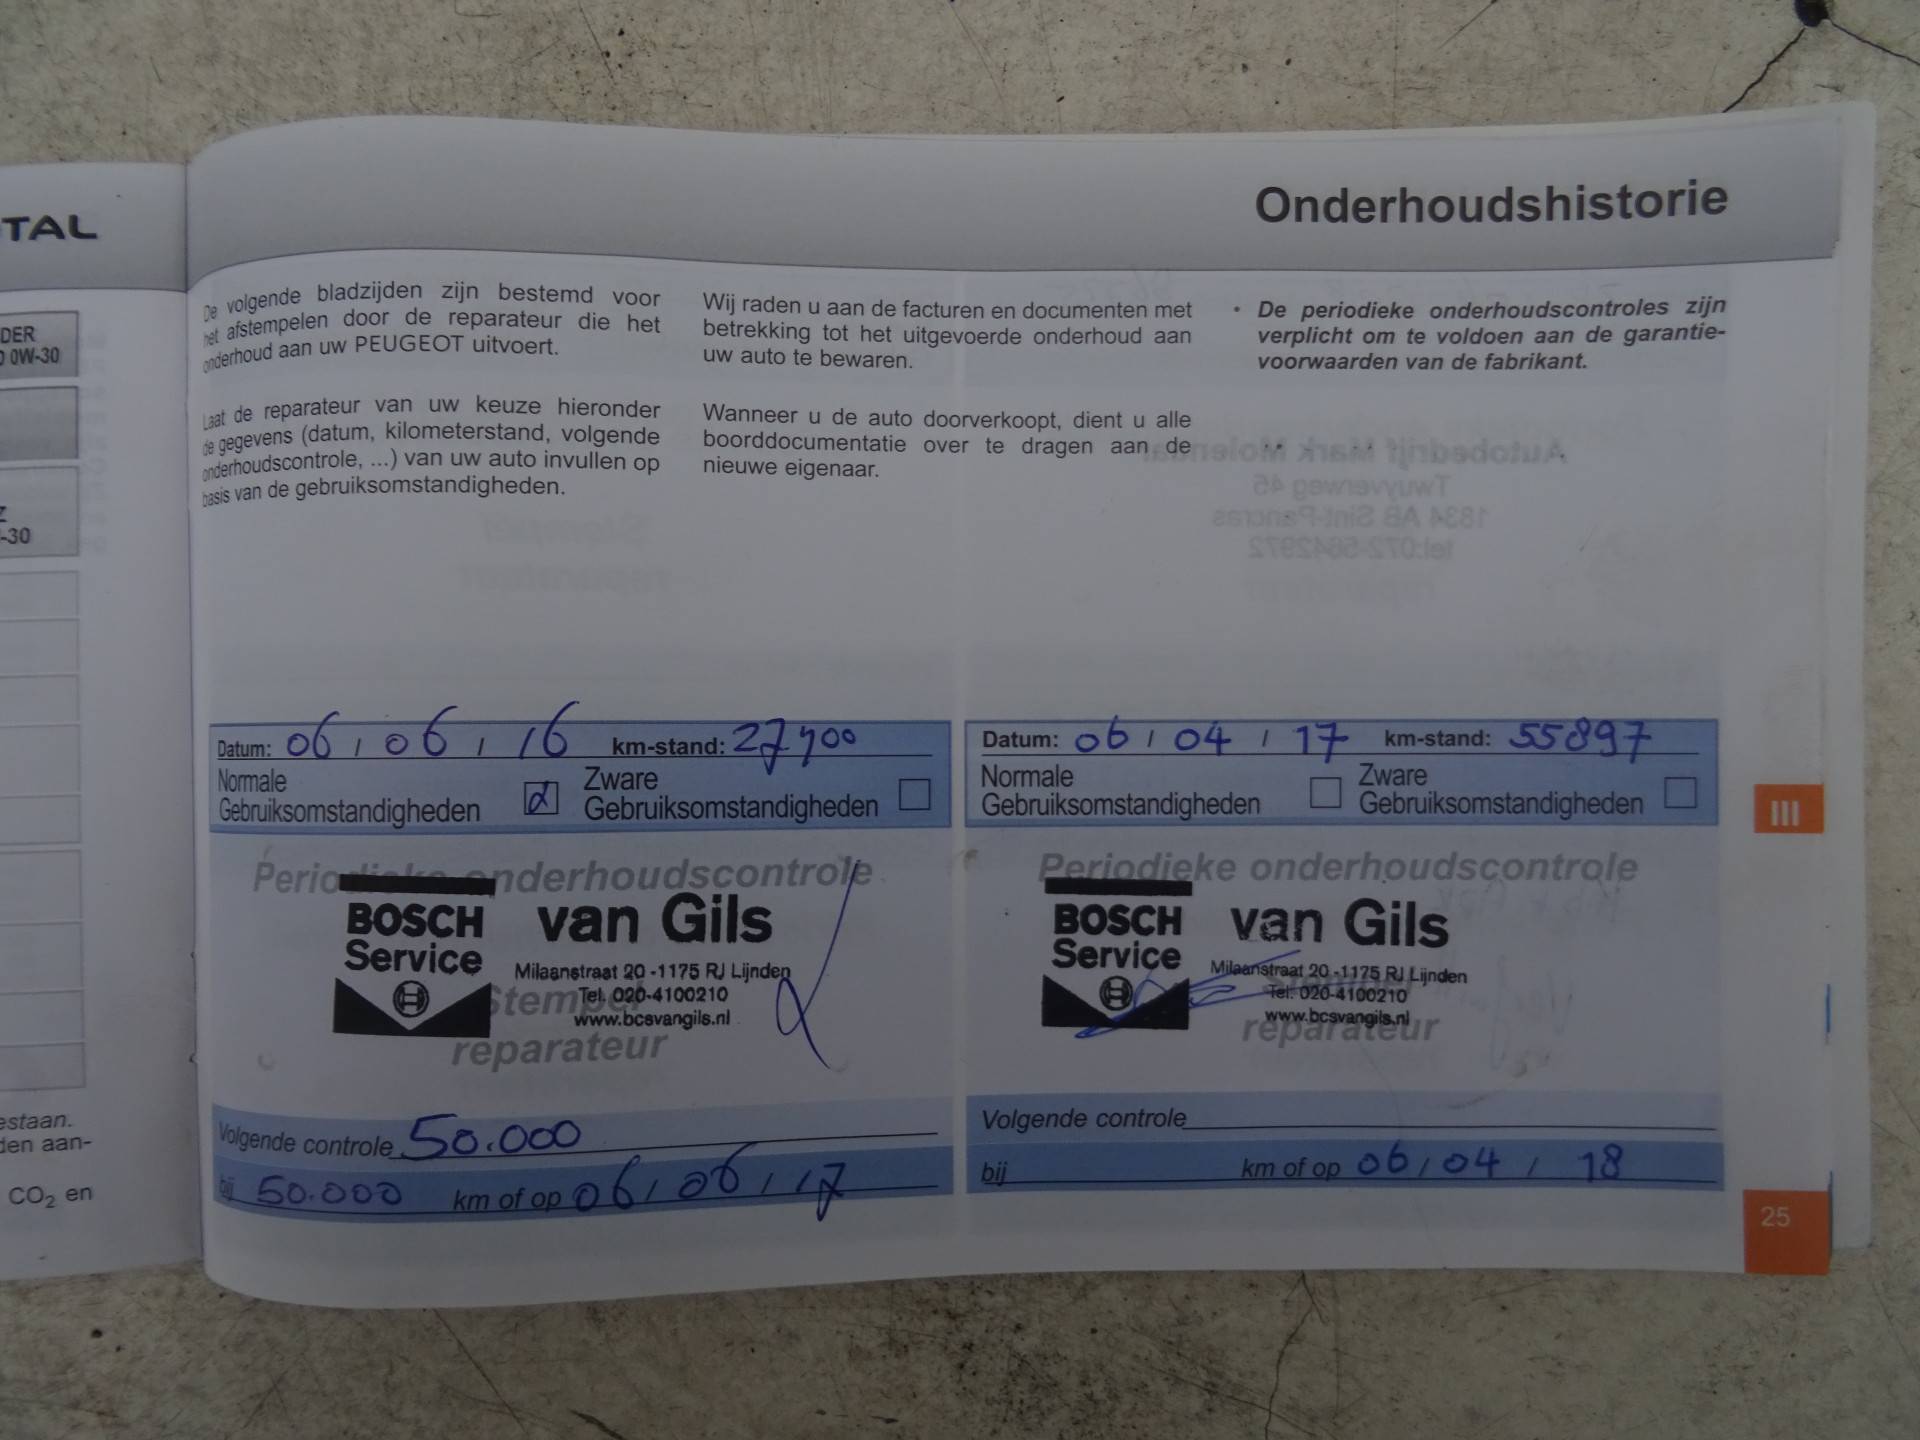 TAL
DER
0W-30
Z
-30
estaan.
den aan-
CO₂ en
Onderhoudshistorie
De volgende bladzijden zijn bestemd voor
het afstempelen door de reparateur die het
onderhoud aan uw PEUGEOT uitvoert.
Laat de reparateur van uw keuze hieronder
de gegevens (datum, kilometerstand, volgende
onderhoudscontrole, ...) van uw auto invullen op
basis van de gebruiksomstandigheden.
Wij raden u aan de facturen en documenten met
betrekking tot het uitgevoerde onderhoud aan
uw auto te bewaren.
Wanneer u de auto doorverkoopt, dient u alle
boorddocumentatie over te dragen aan de
nieuwe eigenaar.
• De periodieke onderhoudscontroles zijn
verplicht om te voldoen aan de garantie-
voorwaarden van de fabrikant.
Datum: 06 / 06 / 16 km-stand:
Normale
Gebruiksomstandigheden
Zware
Gebruiksomstandigheden
Periodieke onderhoudscontrole
BOSCH
Service
van Gils
Milaanstraat 20 -1175 RJ Lijnden
Tel. 020-4100210
www.bcsvangils.nl
Stempel
reparateur
Volgende controle 50.000
bij 50.000 km of op 06 / 06 / 17
Datum: 06 / 04 / 17 km-stand: 55897
Normale
Gebruiksomstandigheden
Zware
Gebruiksomstandigheden
Periodieke onderhoudscontrole
BOSCH
Service
van Gils
Milaanstraat 20 -1175 RJ Lijnden
Tel. 020-4100210
www.bcsvangils.nl
Stempel
reparateur
Volgende controle
bij km of op 06 / 04 / 18
III
25